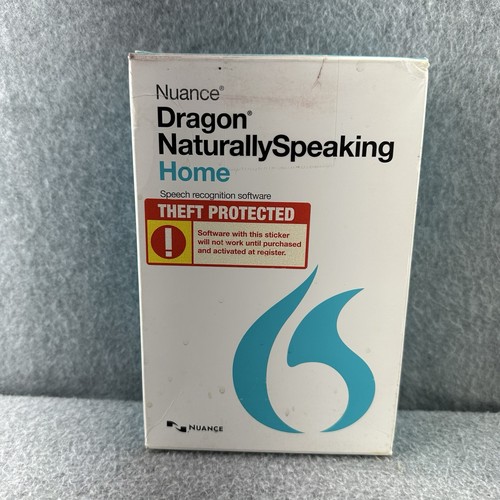 Nuance®
Dragon®
NaturallySpeaking
Home
Speech recognition software
THEFT PROTECTED
Software with this sticker
will not work until purchased
and activated at register.
NUANCE